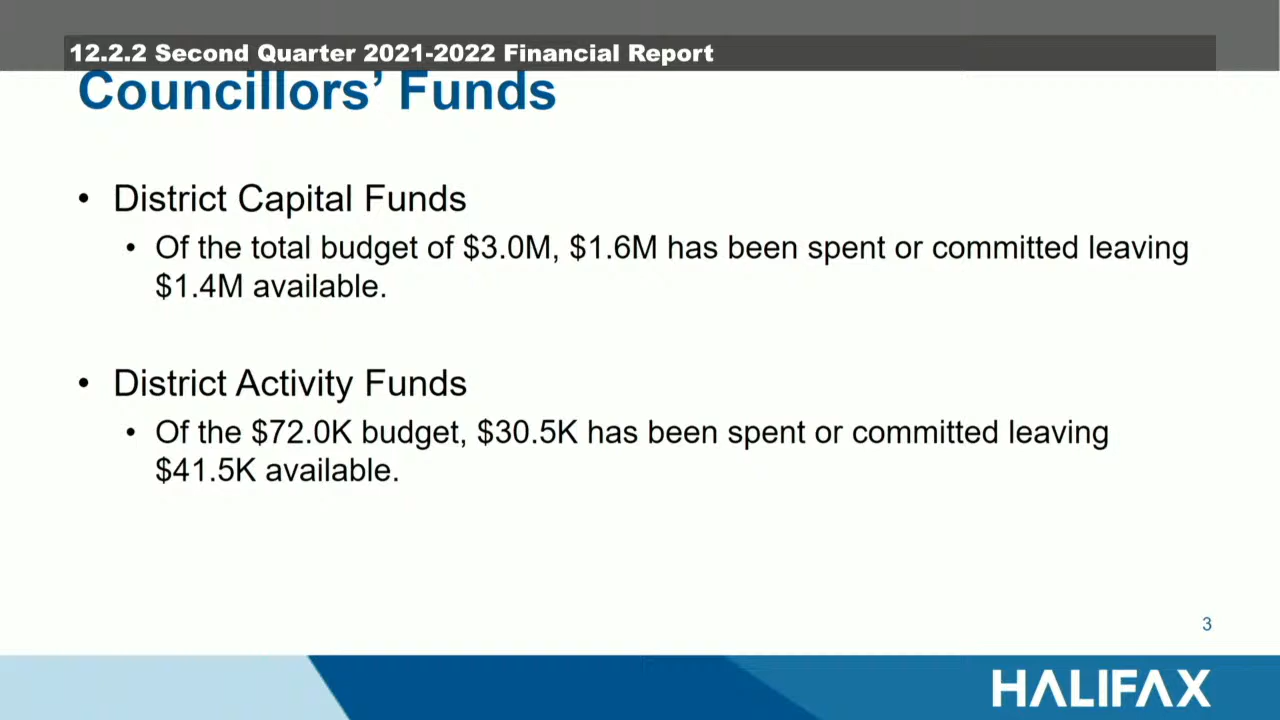 12.2.2 Second Quarter 2021-2022 Financial Report
Councillors’ Funds
• District Capital Funds
• Of the total budget of $3.0M, $1.6M has been spent or committed leaving
$1.4M available.
• District Activity Funds
• Of the $72.0K budget, $30.5K has been spent or committed leaving
$41.5K available.
3
HALIFAX